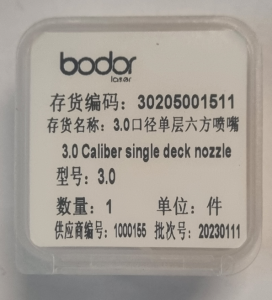 bodor
laser
存货编码：30205001511
存货名称：3.0口径单层六方喷嘴
3.0 Caliber single deck nozzle
型号：3.0
数量：1 单位：件
供应商编号：1000155 批次号：20230111